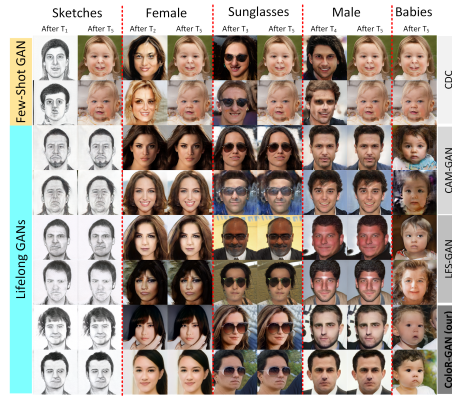 Sketches Female Sunglasses Male Babies
After T1 After T5 After T2 After T5 After T3 After T5 After T4 After T5 After T5
Few-Shot GAN
CDC
Lifelong GANs
CAM-GAN
LFS-GAN
ColoR-GAN (our)